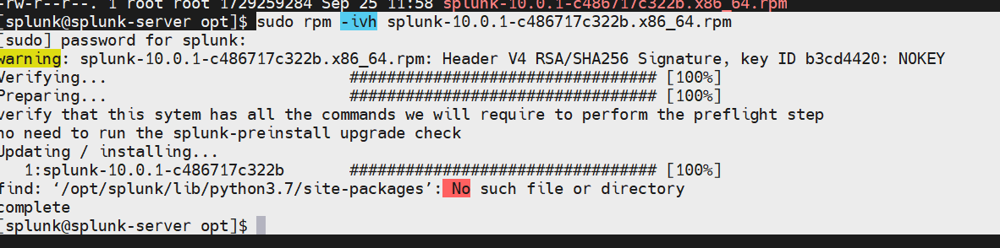 -rw-r--r--. 1 root root 1729259284 Sep 25 11:58 splunk-10.0.1-c486717c322b.x86_64.rpm
[splunk@splunk-server opt]$ sudo rpm -ivh splunk-10.0.1-c486717c322b.x86_64.rpm
[sudo] password for splunk:
warning: splunk-10.0.1-c486717c322b.x86_64.rpm: Header V4 RSA/SHA256 Signature, key ID b3cd4420: NOKEY
Verifying... ################################# [100%]
Preparing... ################################# [100%]
verify that this sytem has all the commands we will require to perform the preflight step
no need to run the splunk-preinstall upgrade check
Updating / installing...
1:splunk-10.0.1-c486717c322b ################################# [100%]
find: ‘/opt/splunk/lib/python3.7/site-packages’: No such file or directory
complete
[splunk@splunk-server opt]$